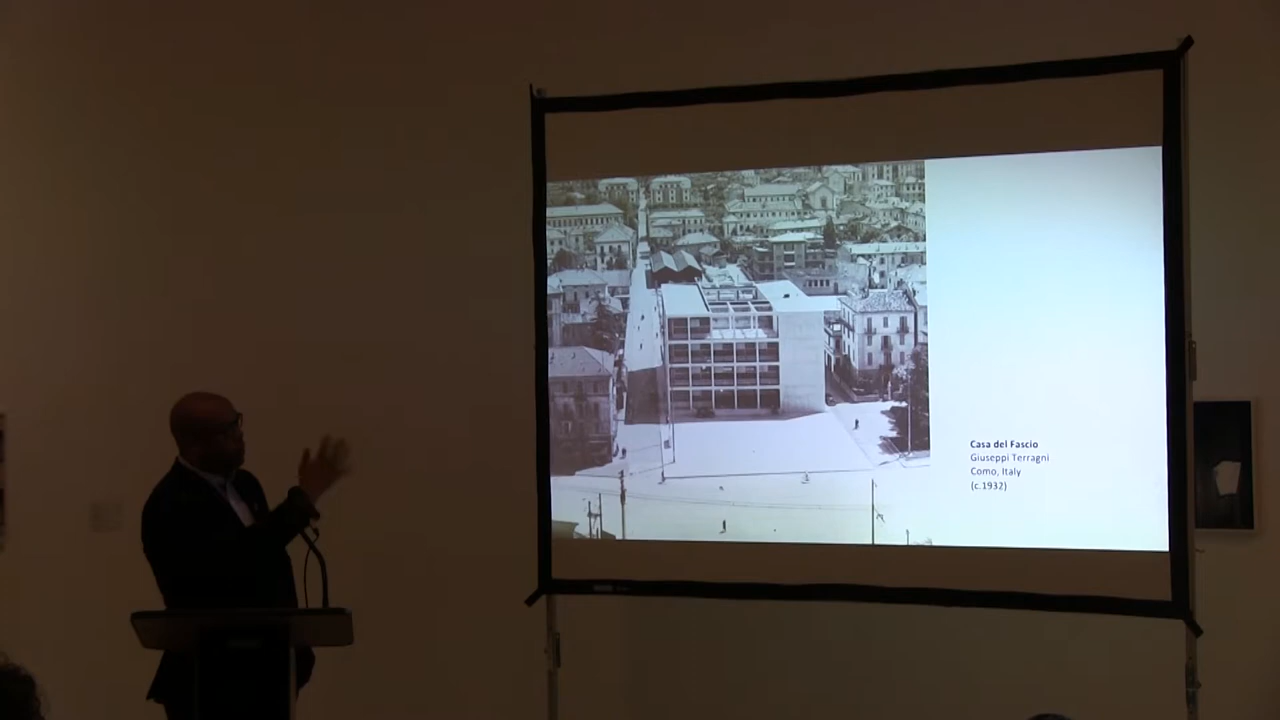 Casa del Fascio
Giuseppi Terragni
Como, Italy
(c.1932)